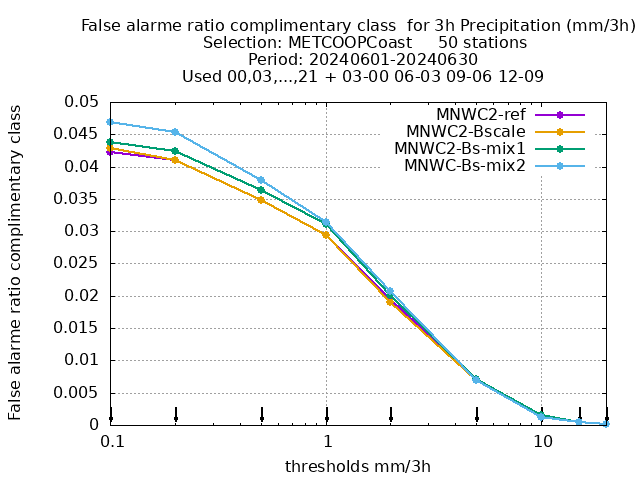 False alarme ratio complimentary class  for 3h Precipitation (mm/3h)
Selection: METCOOPCoast     50 stations
Period: 20240601-20240630
Used 00,03,...,21 + 03-00 06-03 09-06 12-09
False alarme ratio complimentary class
0.05
0.045
0.04
0.035
0.03
0.025
0.02
0.015
0.01
0.005
0
MNWC2-ref
MNWC2-Bscale
MNWC2-Bs-mix1
MNWC-Bs-mix2
0.1 1 10
thresholds mm/3h